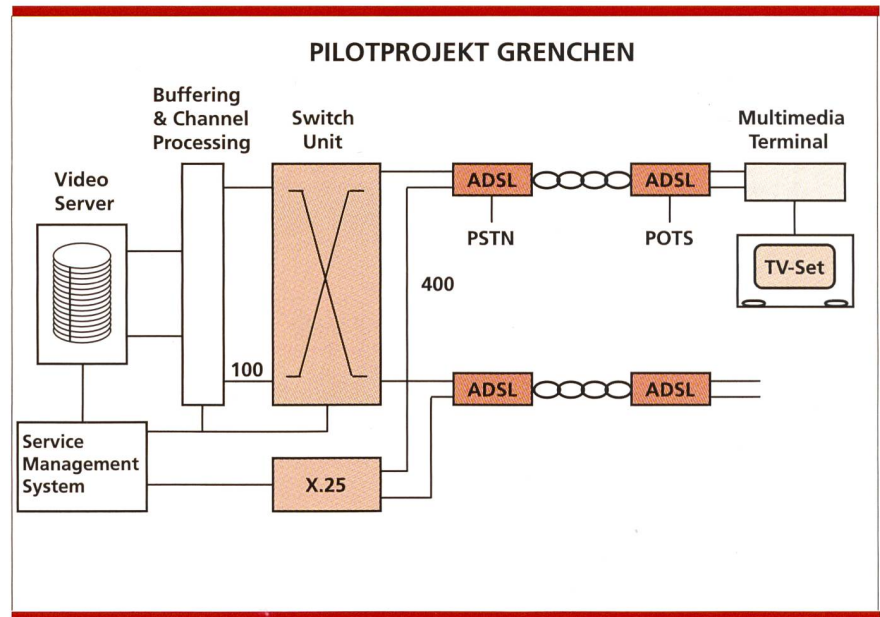 PILOTPROJEKT GRENCHEN
Buffering
& Channel
Processing
Switch
Unit
Multimedia
Terminal
Video
Server
ADSL
ADSL
PSTN
POTS
TV-Set
400
100
ADSL
ADSL
Service
Management
System
X.25